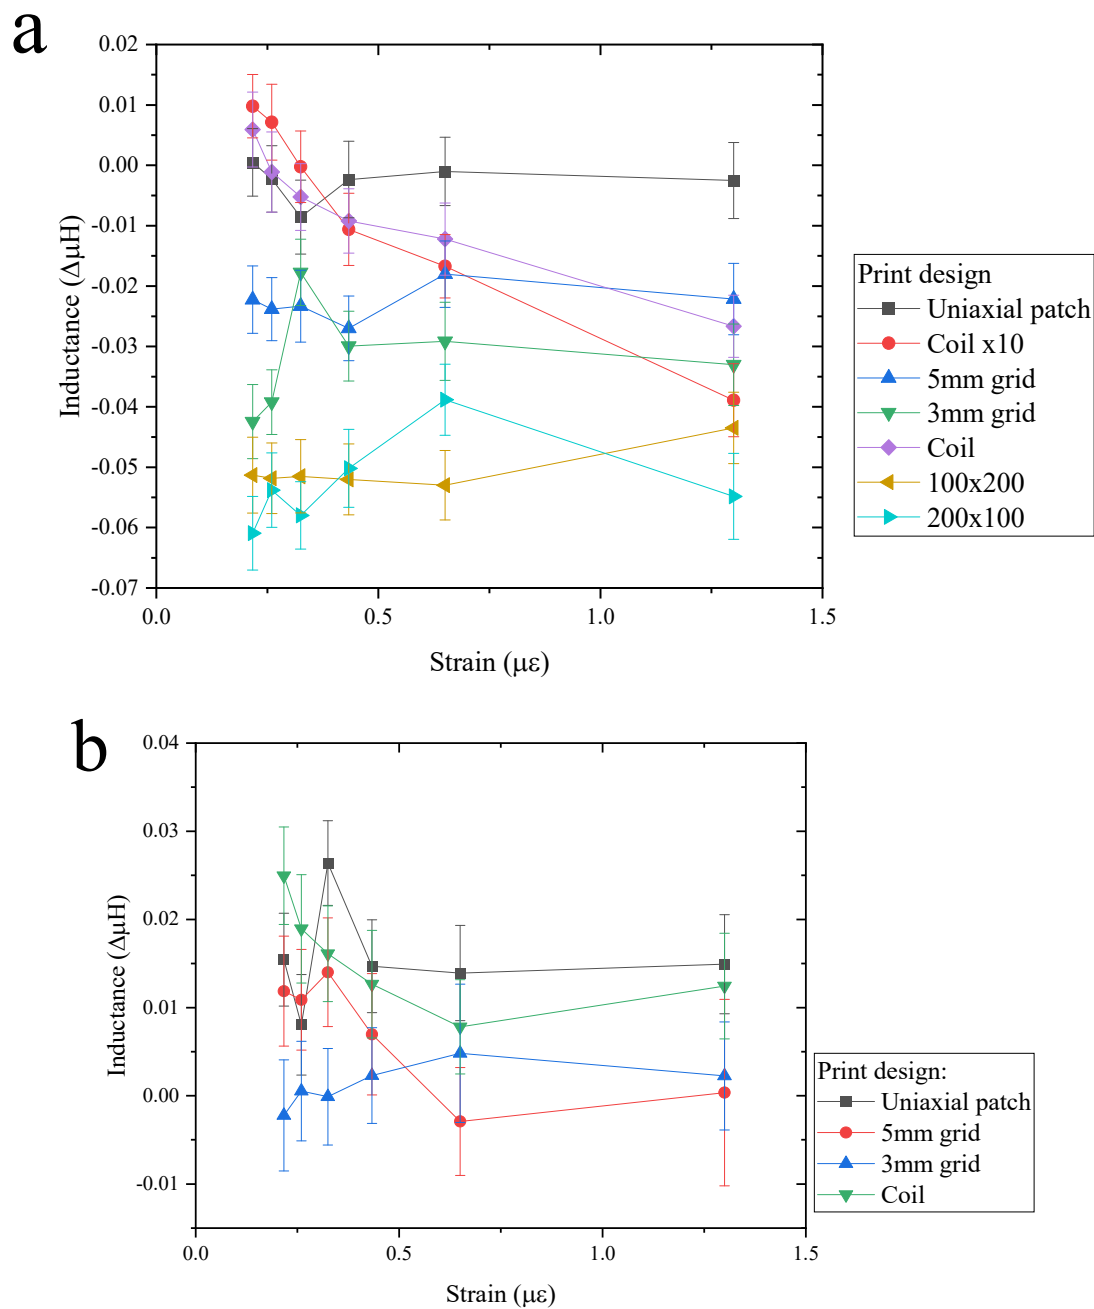 a
0.02
0.01
0.00
-0.01
-0.02
-0.03
-0.04
-0.05
-0.06
-0.07
Inductance (ΔμH)
0.0
0.5
1.0
1.5
Strain (με)
Print design
Uniaxial patch
Coil x10
5mm grid
3mm grid
Coil
100x200
200x100
b
0.04
0.03
0.02
0.01
0.00
-0.01
Inductance (ΔμH)
0.0
0.5
1.0
1.5
Strain (με)
Print design:
Uniaxial patch
5mm grid
3mm grid
Coil